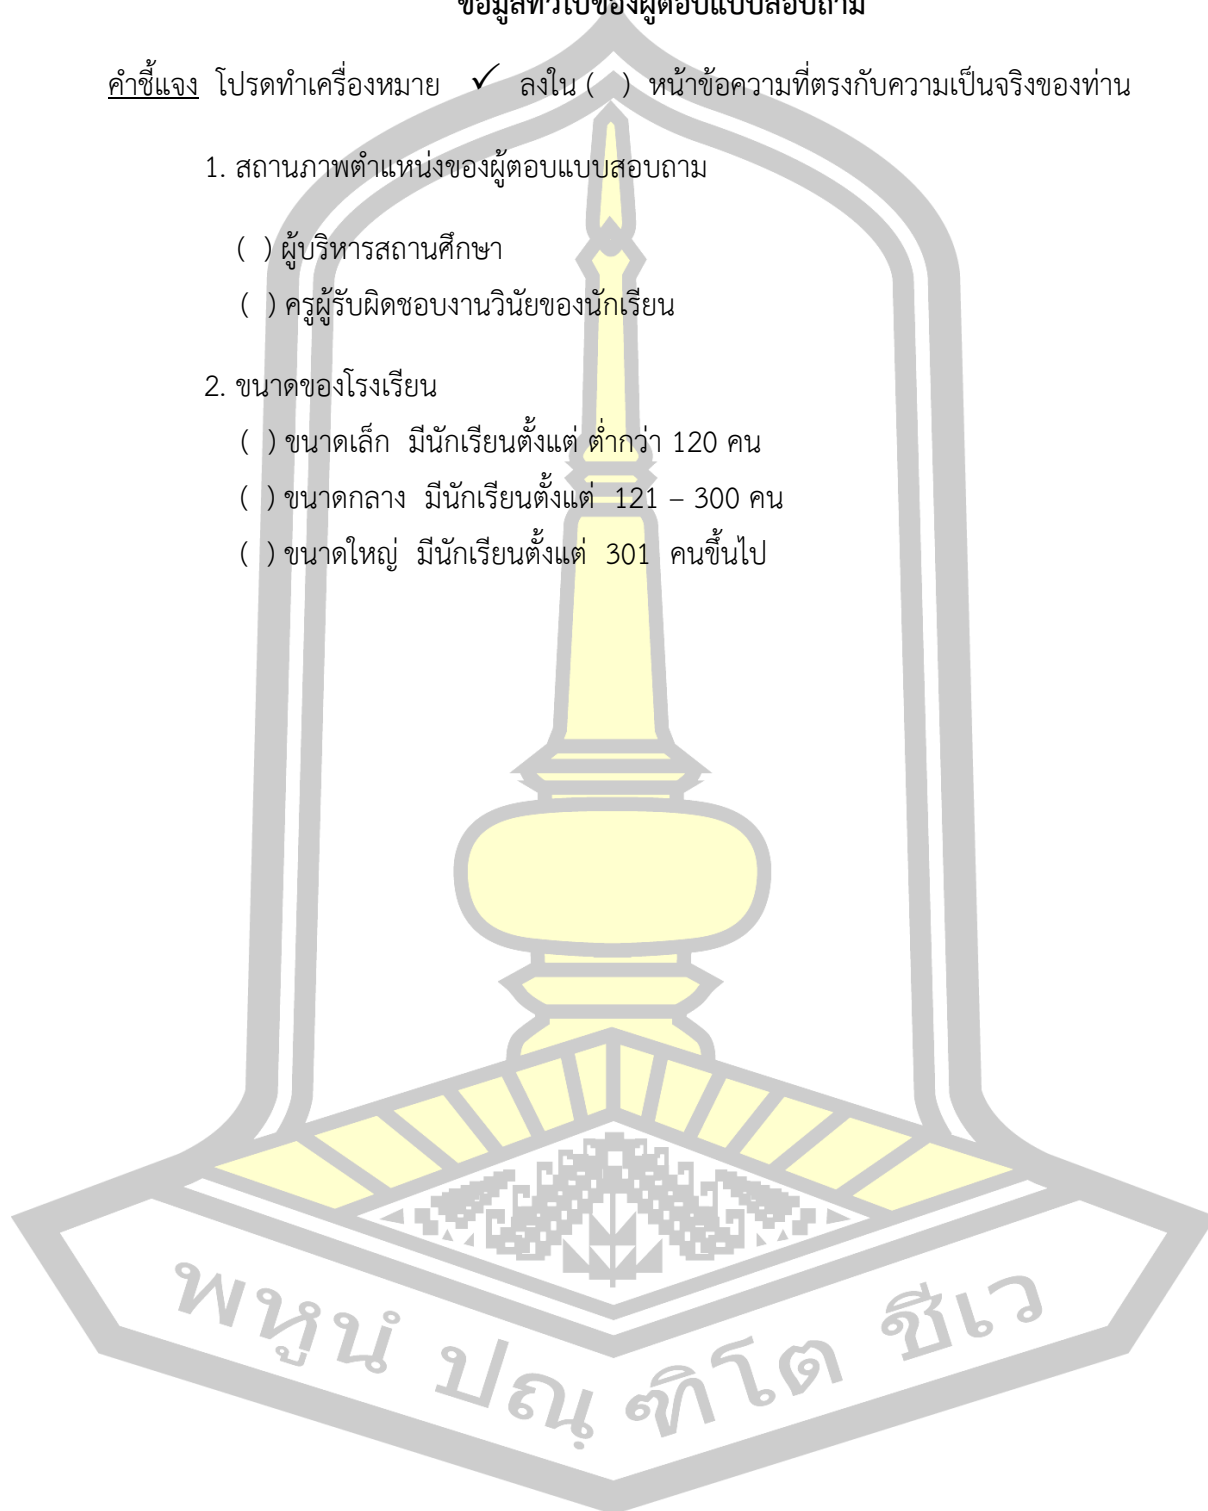 ข้อมูลทั่วไปของผู้ตอบแบบสอบถาม
คำชี้แจง โปรดทำเครื่องหมาย ✓ ลงใน ( ) หน้าข้อความที่ตรงกับความเป็นจริงของท่าน
1. สถานภาพตำแหน่งของผู้ตอบแบบสอบถาม
( ) ผู้บริหารสถานศึกษา
( ) ครูผู้รับผิดชอบงานวินัยของนักเรียน
2. ขนาดของโรงเรียน
( ) ขนาดเล็ก มีนักเรียนตั้งแต่ ต่ำกว่า 120 คน
( ) ขนาดกลาง มีนักเรียนตั้งแต่ 121 – 300 คน
( ) ขนาดใหญ่ มีนักเรียนตั้งแต่ 301 คนขึ้นไป
พหูนํ ปณฺ ฑิโต ชีเว